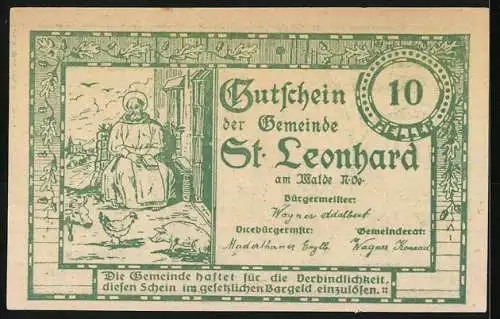 Gutschein
10
HELLER
der Gemeinde
St. Leonhard
am Walde N.Oe.
Bürgermeister:
Wagner Adalbert
Vicebürgermstr: Gemeinderat:
Wagner Konrad
Die Gemeinde haftet für die Verbindlichkeit,
diesen Schein im gesetzlichen Bargeld einzulösen.